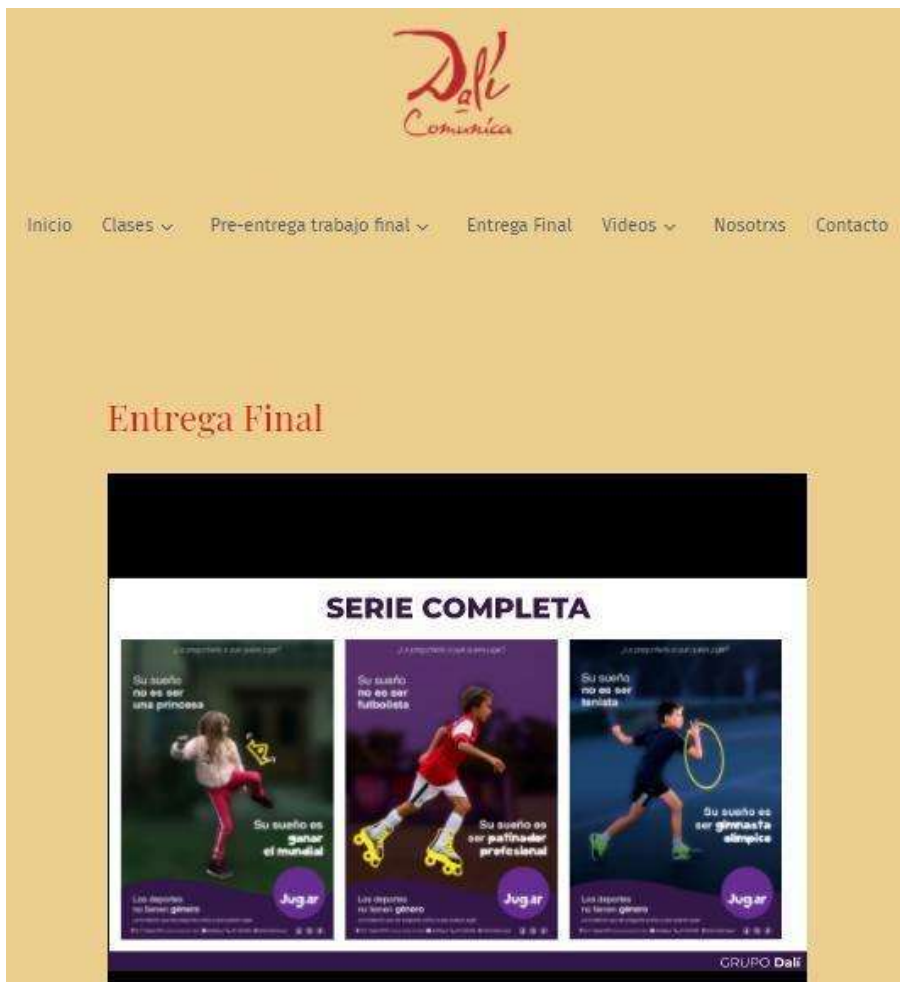 Dalí
Comunica
Inicio Clases Pre-entrega trabajo final Entrega Final Videos Nosotrxs Contacto
Entrega Final
SERIE COMPLETA
Su sueño
no es ser
una princesa
Su sueño es
ganar
el mundial
Los deportes
no tienen género
Jugar
Su sueño
no es ser
futbolista
Su sueño es
ser patinador
profesional
Los deportes
no tienen género
Jugar
Su sueño
no es ser
tenista
Su sueño es
ser gimnasta
olímpico
Los deportes
no tienen género
Jugar
GRUPO Dalí